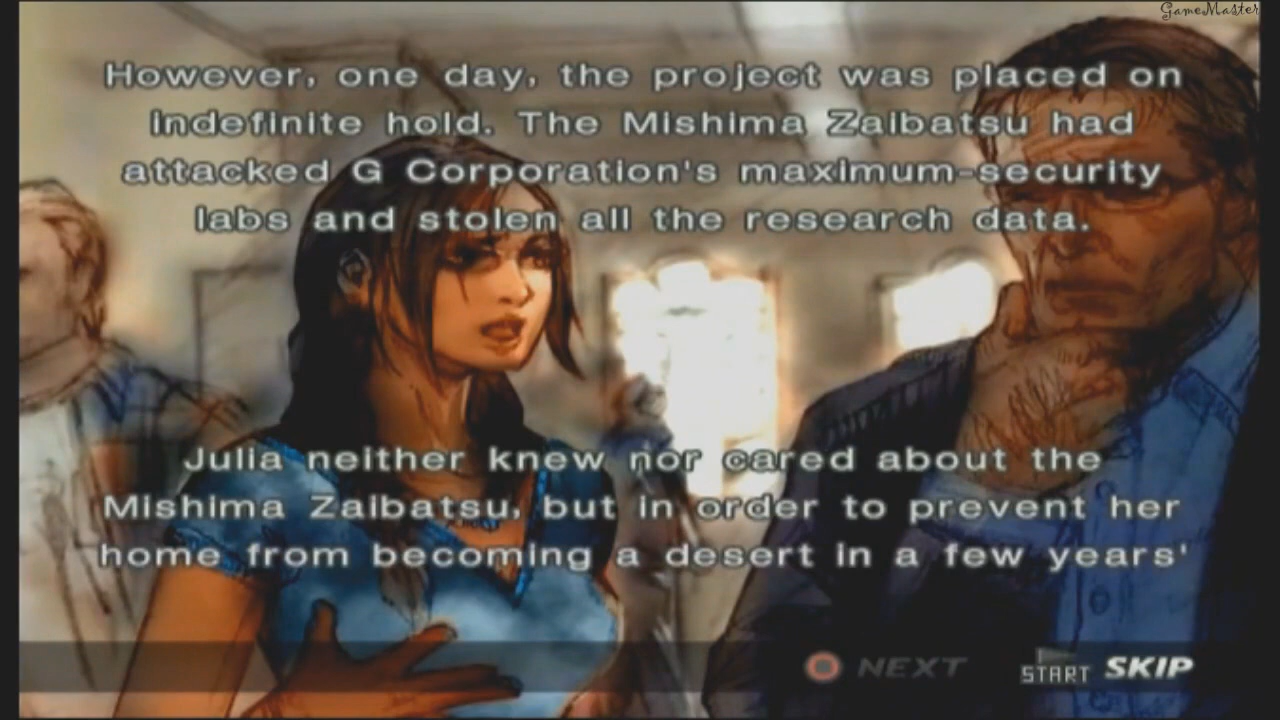 GameMaster
However, one day, the project was placed on
indefinite hold. The Mishima Zaibatsu had
attacked G Corporation's maximum-security
labs and stolen all the research data.
Julia neither knew nor cared about the
Mishima Zaibatsu, but in order to prevent her
home from becoming a desert in a few years'
NEXT
START SKIP